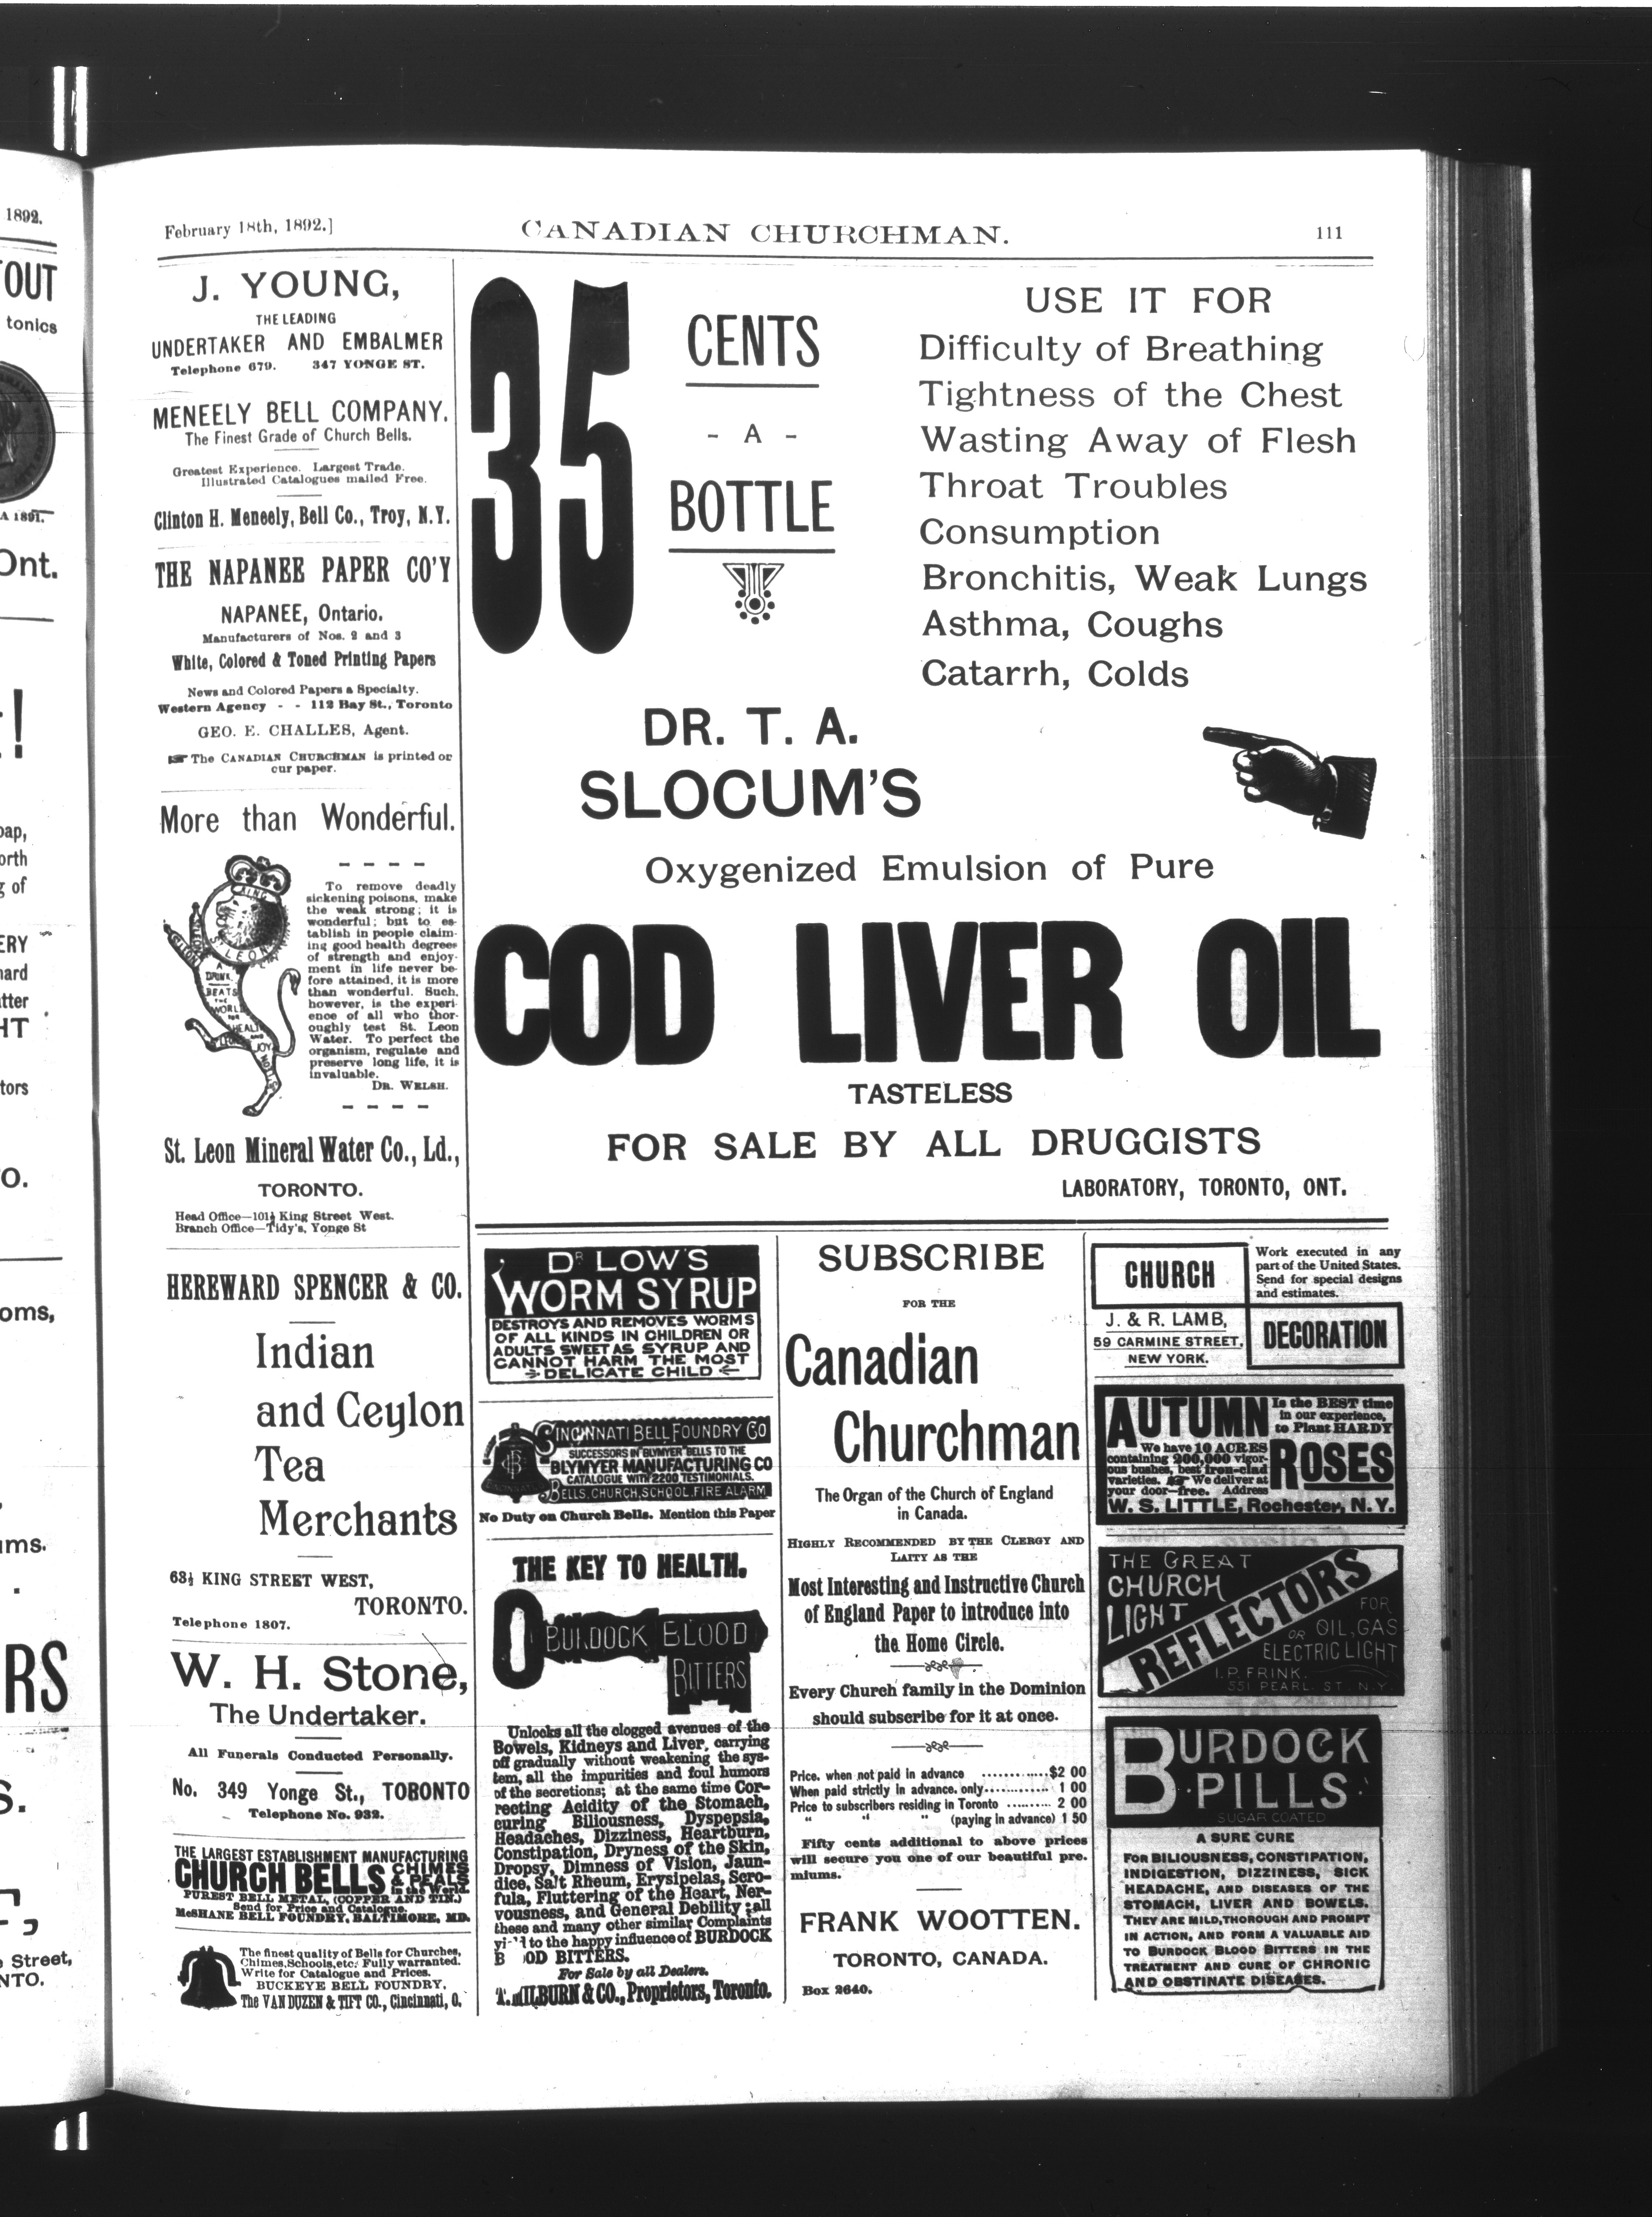 1892.
OUT
tonics
A 1891.
Ont.
!
oap,
orth
g of
ERY
hard
tter
HT
tors
O.
oms,
ums.
RS
S.
Street,
NTO.
February 18th, 1892.]
CANADIAN CHURCHMAN.
111
J. YOUNG,
THE LEADING
UNDERTAKER AND EMBALMER
Telephone 679. 347 YONGE ST.
MENEELY BELL COMPANY.
The Finest Grade of Church Bells.
Greatest Experience. Largest Trade.
Illustrated Catalogues mailed Free.
Clinton H. Meneely, Bell Co., Troy, N.Y.
THE NAPANEE PAPER CO'Y
NAPANEE, Ontario.
Manufacturers of Nos. 2 and 3
White, Colored & Toned Printing Papers
News and Colored Papers a Specialty.
Western Agency - - 112 Bay St., Toronto
GEO. E. CHALLES, Agent.
☞ The CANADIAN CHURCHMAN is printed or
our paper.
More than Wonderful.
KING
ST LEON
A
DRINK
BEATS
THE
WORLD
FOR
HEALTH
AND
JOY
To remove deadly
sickening poisons, make
the weak strong; it is
wonderful; but to es-
tablish in people claim-
ing good health degrees
of strength and enjoy-
ment in life never be-
fore attained, it is more
than wonderful. Such,
however, is the experi-
ence of all who thor-
oughly test St. Leon
Water. To perfect the
organism, regulate and
preserve long life, it is
invaluable.
DR. WELSH.
St. Leon Mineral Water Co., Ld.,
TORONTO.
Head Office—101½ King Street West.
Branch Office—Tidy's, Yonge St
HEREWARD SPENCER & CO.
Indian
and Ceylon
Tea
Merchants
63½ KING STREET WEST,
TORONTO.
Telephone 1807.
W. H. Stone,
The Undertaker.
All Funerals Conducted Personally.
No. 349 Yonge St., TORONTO
Telephone No. 932.
THE LARGEST ESTABLISHMENT MANUFACTURING
CHURCH BELLS CHIMES & PEALS
in the World.
PUREST BELL METAL, (COPPER AND TIN.)
Send for Price and Catalogue.
McSHANE BELL FOUNDRY, BALTIMORE, MD.
The finest quality of Bells for Churches,
Chimes, Schools, etc. Fully warranted.
Write for Catalogue and Prices.
BUCKEYE BELL FOUNDRY,
The VAN DUZEN & TIFT CO., Cincinnati, O.
35
CENTS
- A -
BOTTLE
USE IT FOR
Difficulty of Breathing
Tightness of the Chest
Wasting Away of Flesh
Throat Troubles
Consumption
Bronchitis, Weak Lungs
Asthma, Coughs
Catarrh, Colds
DR. T. A.
SLOCUM'S
Oxygenized Emulsion of Pure
COD LIVER OIL
TASTELESS
FOR SALE BY ALL DRUGGISTS
LABORATORY, TORONTO, ONT.
DR LOW'S
WORM SYRUP
DESTROYS AND REMOVES WORMS
OF ALL KINDS IN CHILDREN OR
ADULTS SWEET AS SYRUP AND
CANNOT HARM THE MOST
DELICATE CHILD
CINCINNATI BELL FOUNDRY CO
SUCCESSORS IN BLYMYER BELLS TO THE
BLYMYER MANUFACTURING CO
CATALOGUE WITH 2200 TESTIMONIALS.
BELLS, CHURCH, SCHOOL, FIRE ALARM
No Duty on Church Bells. Mention this Paper
THE KEY TO HEALTH.
BURDOCK BLOOD
BITTERS
Unlocks all the clogged avenues of the
Bowels, Kidneys and Liver, carrying
off gradually without weakening the sys-
tem, all the impurities and foul humors
of the secretions; at the same time Cor-
recting Acidity of the Stomach,
curing Biliousness, Dyspepsia,
Headaches, Dizziness, Heartburn,
Constipation, Dryness of the Skin,
Dropsy, Dimness of Vision, Jaun-
dice, Salt Rheum, Erysipelas, Scro-
fula, Fluttering of the Heart, Ner-
vousness, and General Debility; all
these and many other similar Complaints
to the happy influence of BURDOCK
B OD BITTERS.
For Sale by all Dealers.
T. MILBURN & CO., Proprietors, Toronto.
SUBSCRIBE
FOR THE
Canadian
Churchman
The Organ of the Church of England
in Canada.
HIGHLY RECOMMENDED BY THE CLERGY AND
LAITY AS THE
Most Interesting and Instructive Church
of England Paper to introduce into
the Home Circle.
Every Church family in the Dominion
should subscribe for it at once.
Price, when not paid in advance ............$2 00
When paid strictly in advance, only............ 1 00
Price to subscribers residing in Toronto ......... 2 00
" " " (paying in advance) 1 50
Fifty cents additional to above prices
will secure you one of our beautiful pre.
miums.
FRANK WOOTTEN.
TORONTO, CANADA.
Box 2640.
CHURCH
Work executed in any
part of the United States.
Send for special designs
and estimates.
J. & R. LAMB,
59 CARMINE STREET,
NEW YORK.
DECORATION
AUTUMN Is the BEST time
in our experience,
to Plant HARDY
ROSES
We have 10 ACRES
containing 200,000 vigor-
ous bushes, best iron-clad
varieties. ☞ We deliver at
your door—free. Address
W. S. LITTLE, Rochester, N. Y.
THE GREAT
CHURCH
LIGHT
REFLECTORS
FOR
OIL, GAS
OR
ELECTRIC LIGHT
I. P. FRINK.
551 PEARL. ST. N.Y.
BURDOCK
PILLS
SUGAR COATED
A SURE CURE
FOR BILIOUSNESS, CONSTIPATION,
INDIGESTION, DIZZINESS, SICK
HEADACHE, AND DISEASES OF THE
STOMACH, LIVER AND BOWELS.
THEY ARE MILD, THOROUGH AND PROMPT
IN ACTION, AND FORM A VALUABLE AID
TO BURDOCK BLOOD BITTERS IN THE
TREATMENT AND CURE OF CHRONIC
AND OBSTINATE DISEASES.